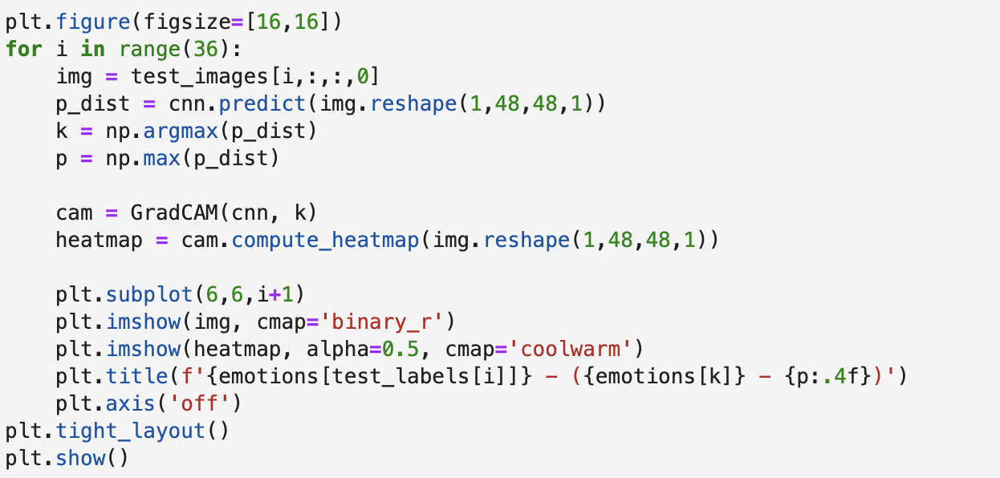 plt.figure(figsize=[16,16])
for i in range(36):
    img = test_images[i,:,:,0]
    p_dist = cnn.predict(img.reshape(1,48,48,1))
    k = np.argmax(p_dist)
    p = np.max(p_dist)

    cam = GradCAM(cnn, k)
    heatmap = cam.compute_heatmap(img.reshape(1,48,48,1))

    plt.subplot(6,6,i+1)
    plt.imshow(img, cmap='binary_r')
    plt.imshow(heatmap, alpha=0.5, cmap='coolwarm')
    plt.title(f'{emotions[test_labels[i]]} - ({emotions[k]} - {p:.4f})')
    plt.axis('off')
plt.tight_layout()
plt.show()